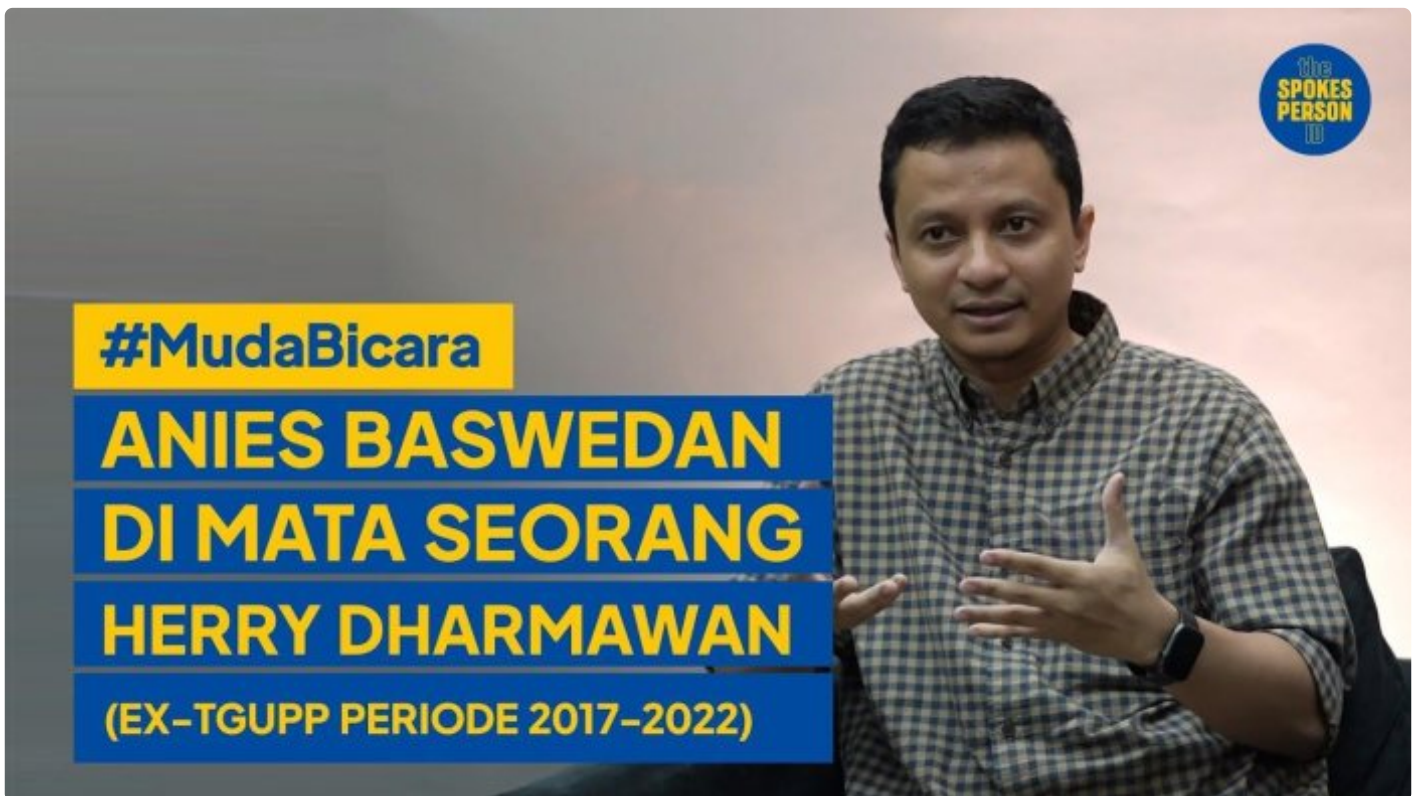 the
SPOKES
PERSON
ID
#MudaBicara
ANIES BASWEDAN
DI MATA SEORANG
HERRY DHARMAWAN
(EX-TGUPP PERIODE 2017-2022)